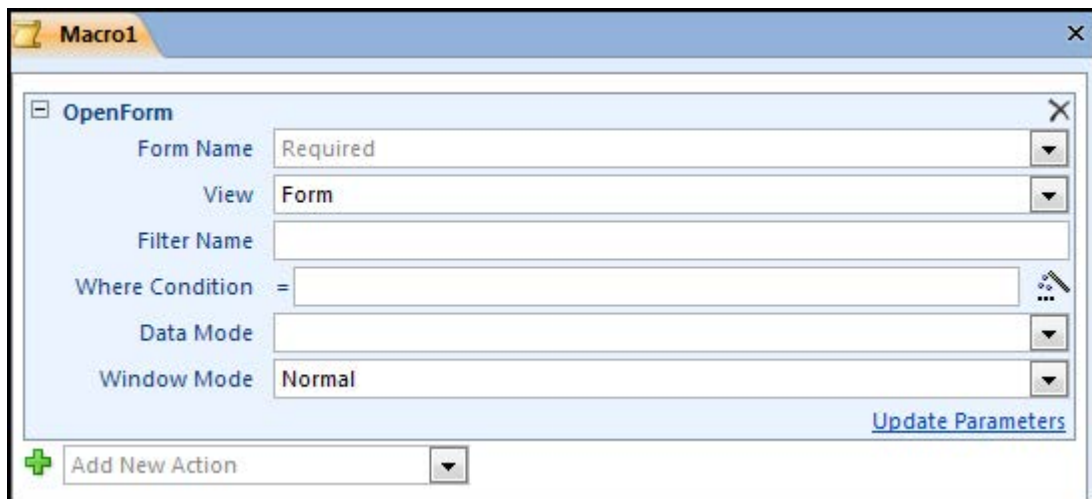 Macro1
OpenForm
Form Name Required
View Form
Filter Name
Where Condition =
Data Mode
Window Mode Normal
Update Parameters
Add New Action